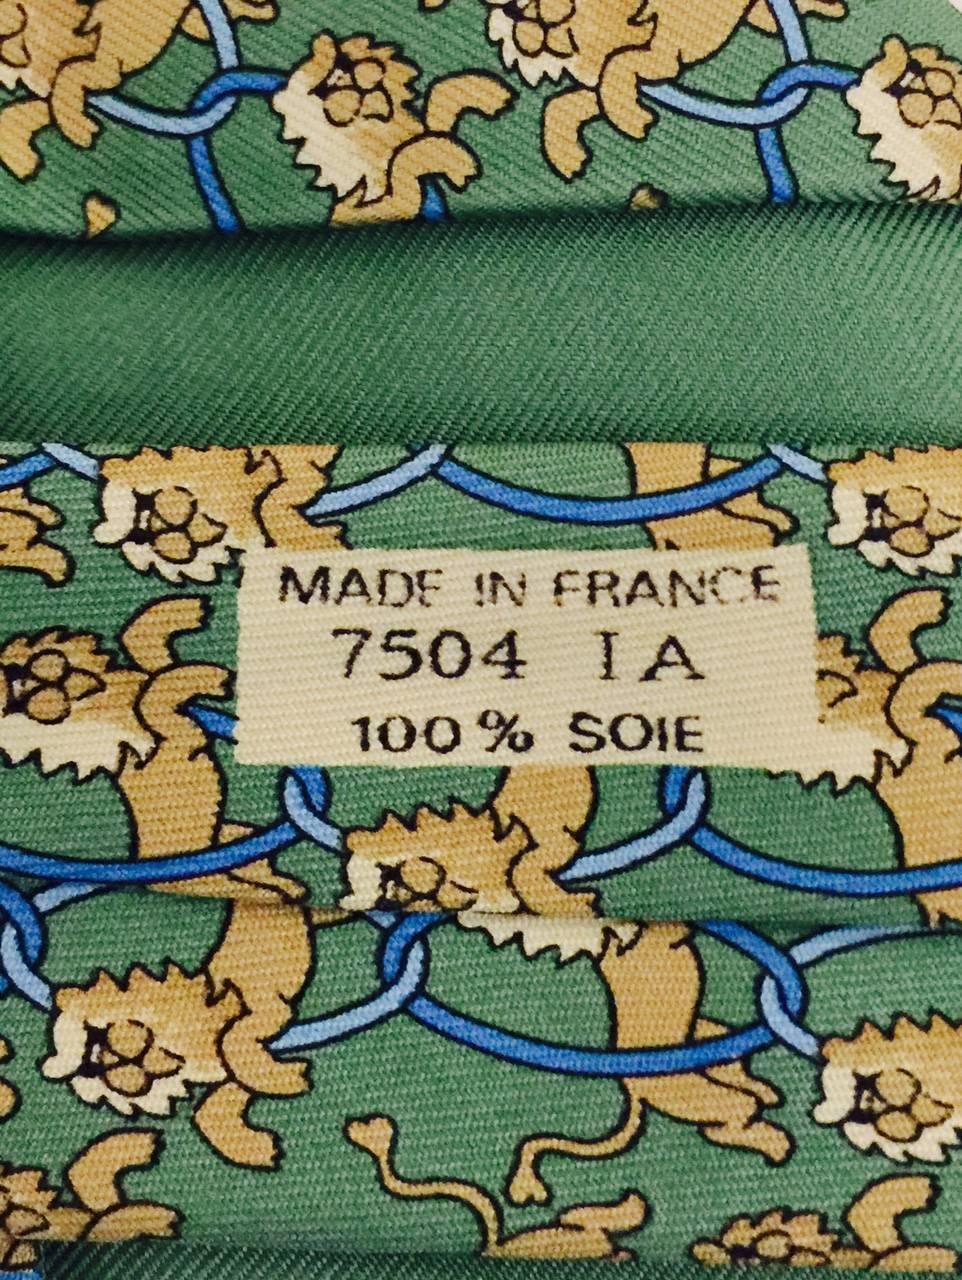 MADE IN FRANCE
7504 IA
100% SOIE